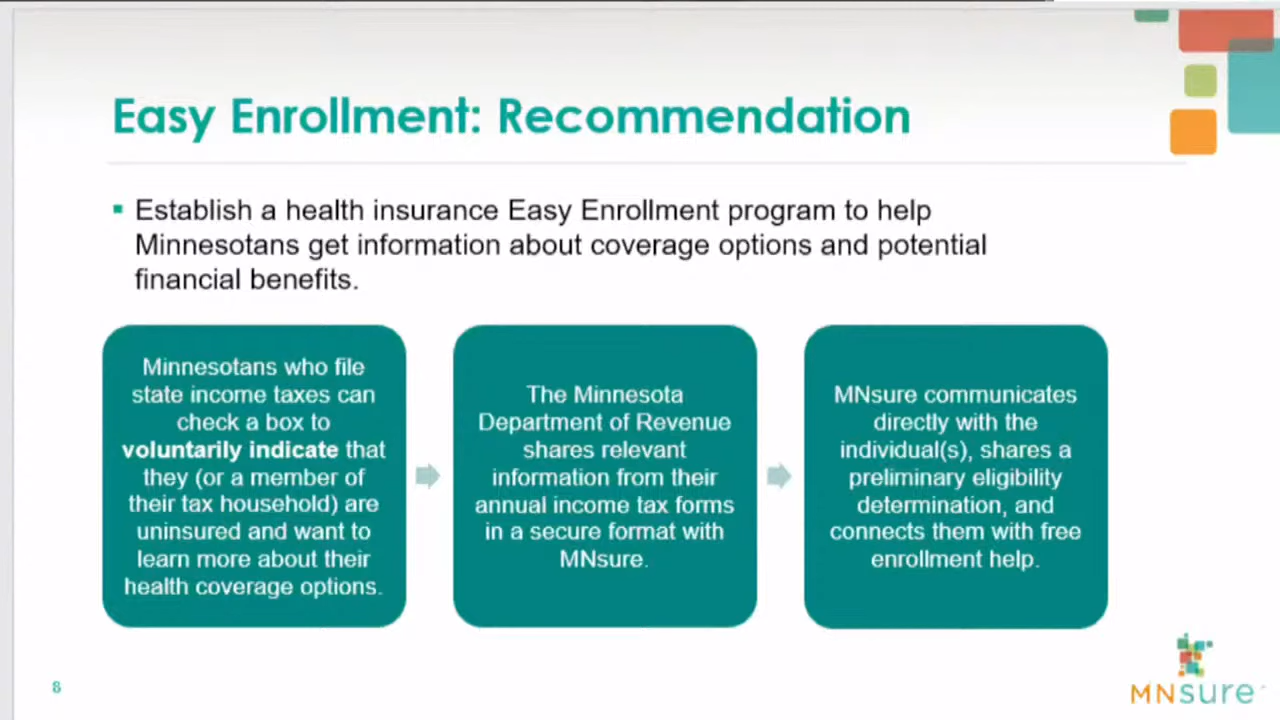 Easy Enrollment: Recommendation
Establish a health insurance Easy Enrollment program to help
Minnesotans get information about coverage options and potential
financial benefits.
Minnesotans who file
state income taxes can
check a box to
voluntarily indicate that
they (or a member of
their tax household) are
uninsured and want to
learn more about their
health coverage options.
The Minnesota
Department of Revenue
shares relevant
information from their
annual income tax forms
in a secure format with
MNsure.
MNsure communicates
directly with the
individual(s), shares a
preliminary eligibility
determination, and
connects them with free
enrollment help.
8
MNsure